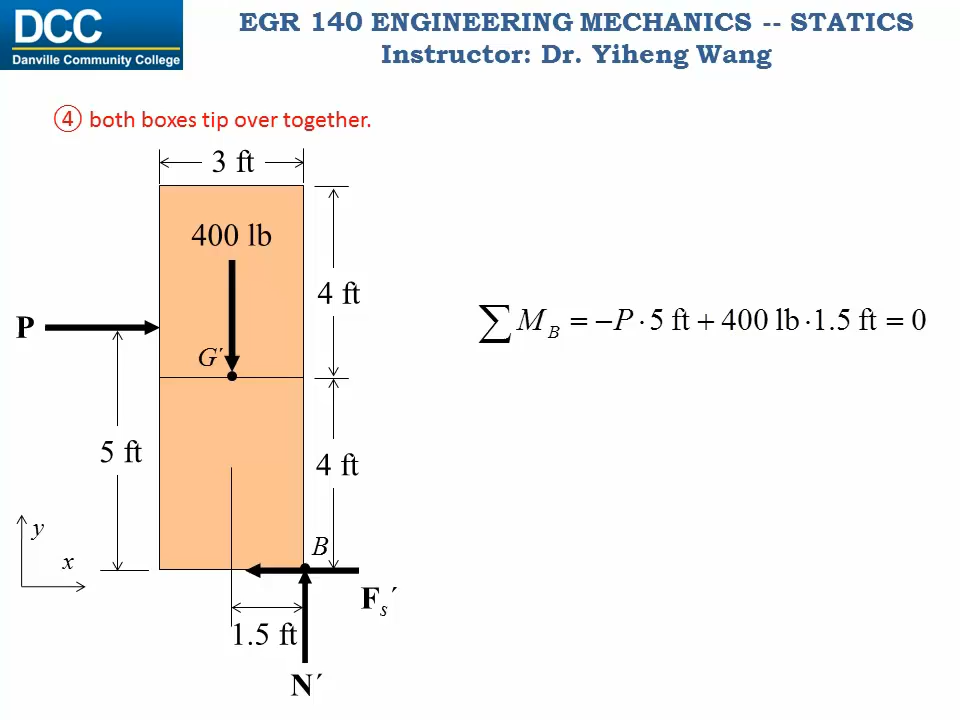 DCC
Danville Community College
EGR 140 ENGINEERING MECHANICS -- STATICS
Instructor: Dr. Yiheng Wang
④ both boxes tip over together.
3 ft
400 lb
4 ft
P
G′
∑ M_B = −P · 5 ft + 400 lb · 1.5 ft = 0
5 ft
4 ft
y
x
B
F_s′
1.5 ft
N′